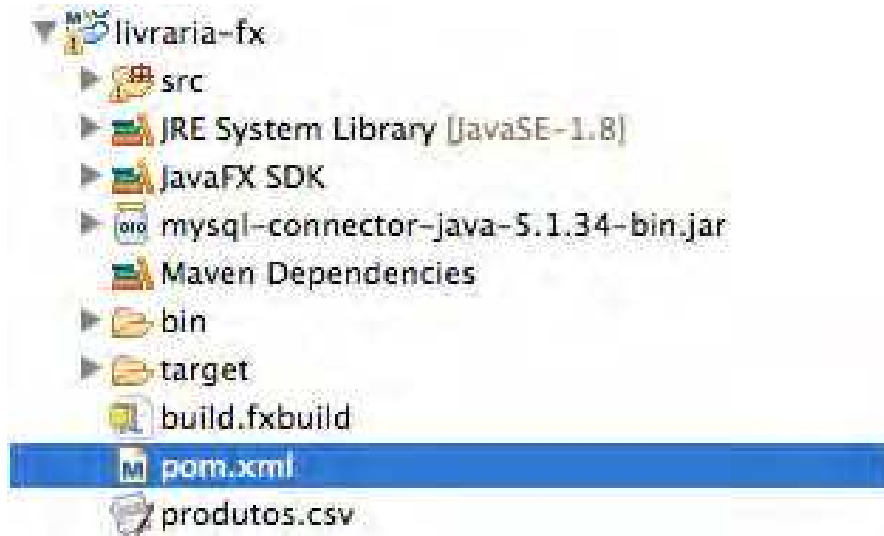 livraria-fx
src
JRE System Library [JavaSE-1.8]
JavaFX SDK
mysql-connector-java-5.1.34-bin.jar
Maven Dependencies
bin
target
build.fxbuild
pom.xml
produtos.csv